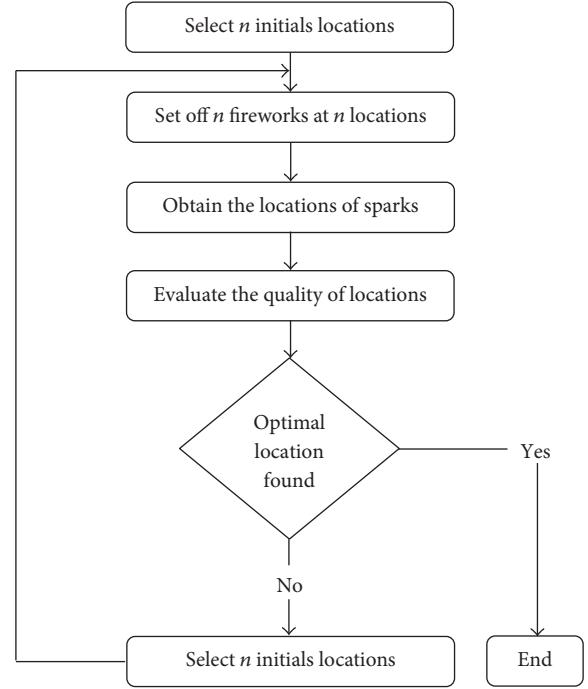 Select n initials locations
Set off n fireworks at n locations
Obtain the locations of sparks
Evaluate the quality of locations
Optimal
location
found
Yes
No
Select n initials locations
End